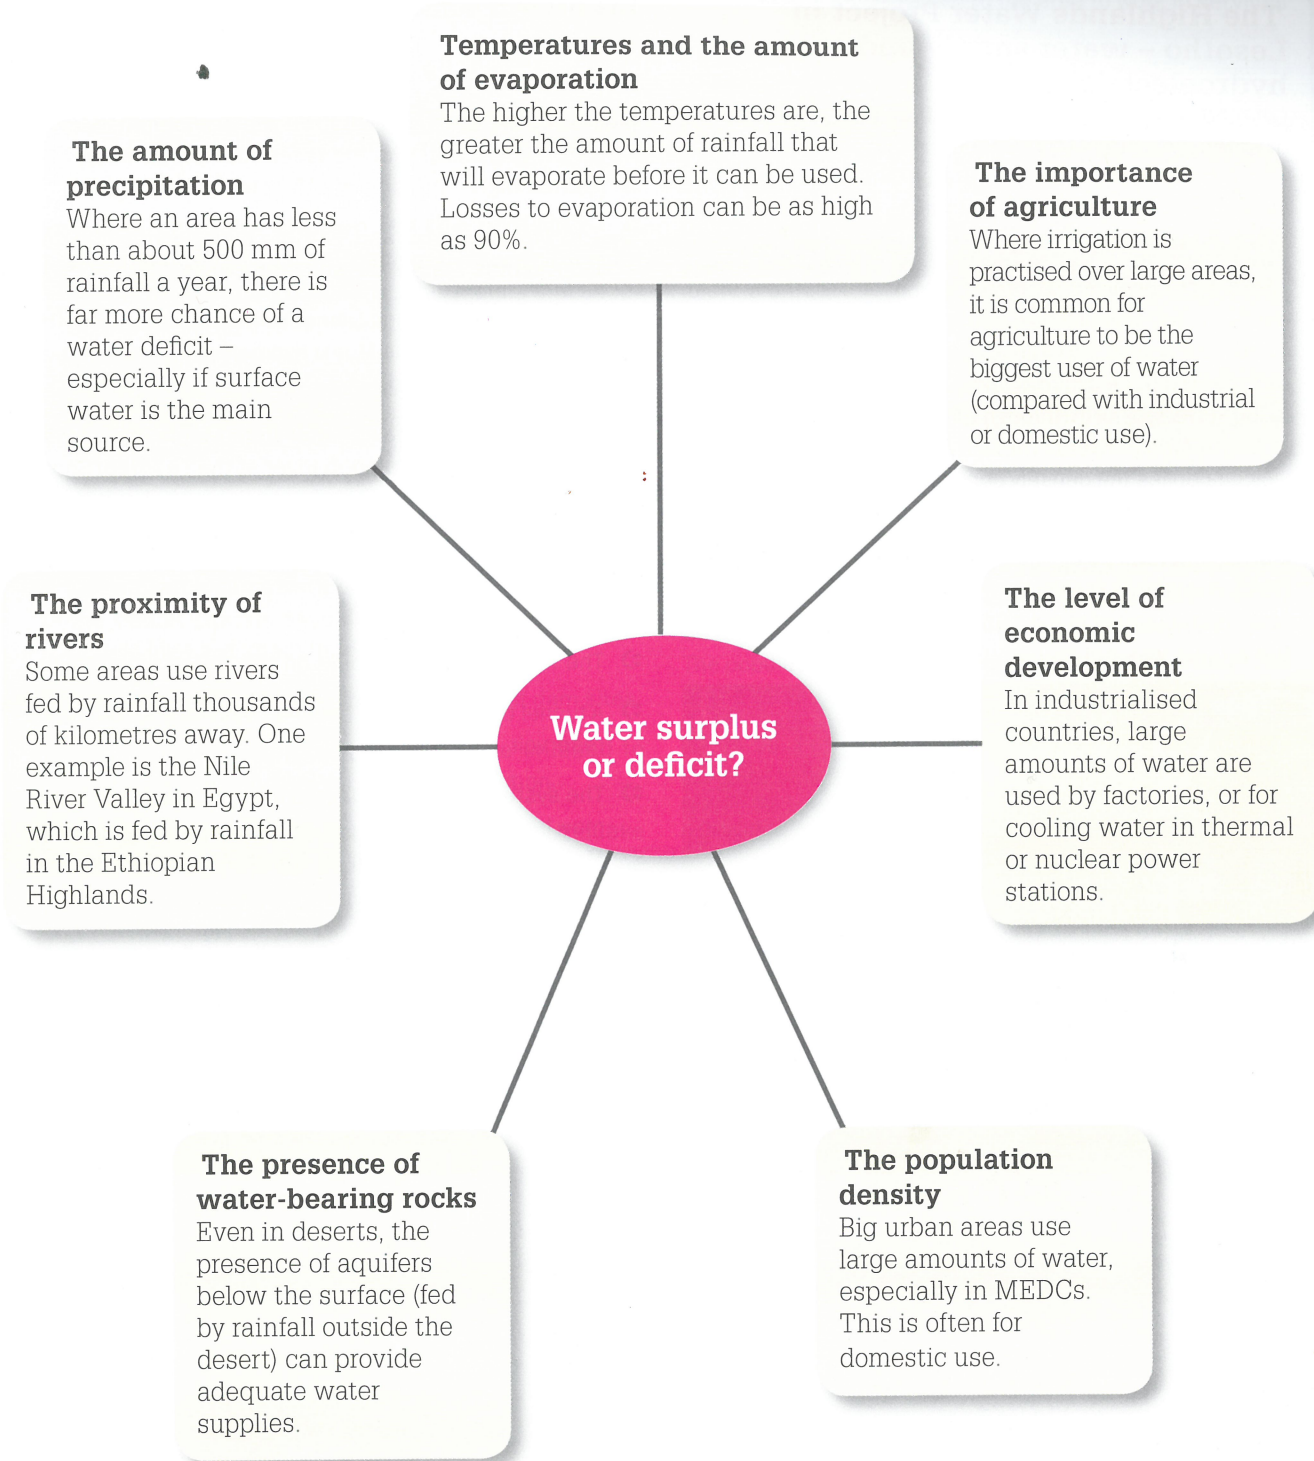 Temperatures and the amount
of evaporation
The higher the temperatures are, the
greater the amount of rainfall that
will evaporate before it can be used.
Losses to evaporation can be as high
as 90%.
The amount of
precipitation
Where an area has less
than about 500 mm of
rainfall a year, there is
far more chance of a
water deficit –
especially if surface
water is the main
source.
The importance
of agriculture
Where irrigation is
practised over large areas,
it is common for
agriculture to be the
biggest user of water
(compared with industrial
or domestic use).
The proximity of
rivers
Some areas use rivers
fed by rainfall thousands
of kilometres away. One
example is the Nile
River Valley in Egypt,
which is fed by rainfall
in the Ethiopian
Highlands.
Water surplus
or deficit?
The level of
economic
development
In industrialised
countries, large
amounts of water are
used by factories, or for
cooling water in thermal
or nuclear power
stations.
The presence of
water-bearing rocks
Even in deserts, the
presence of aquifers
below the surface (fed
by rainfall outside the
desert) can provide
adequate water
supplies.
The population
density
Big urban areas use
large amounts of water,
especially in MEDCs.
This is often for
domestic use.